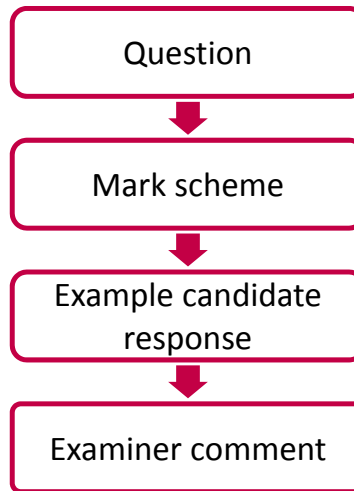 Question
Mark scheme
Example candidate
response
Examiner comment